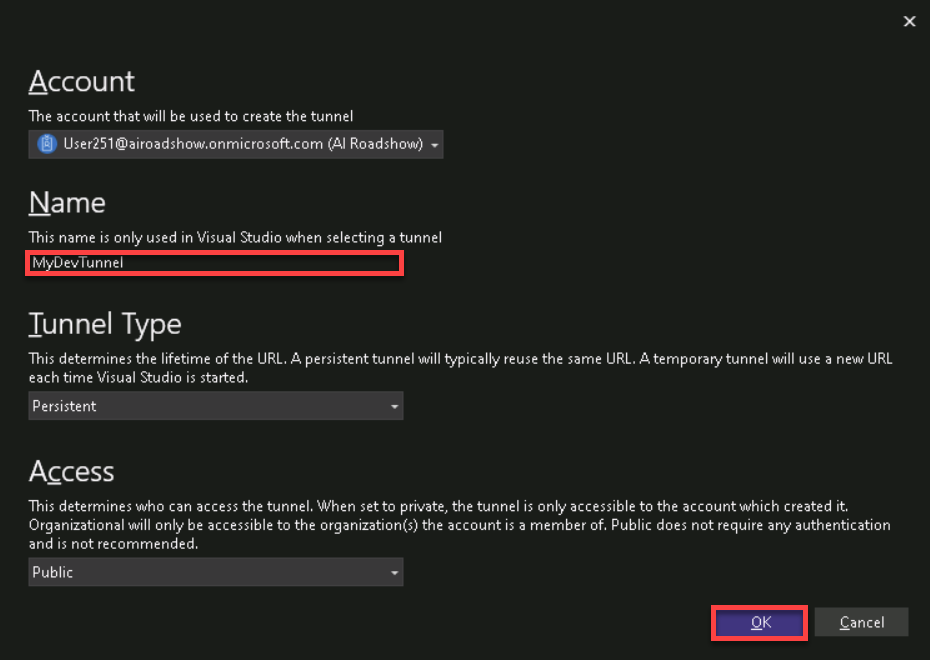 Account
The account that will be used to create the tunnel
User251@airoadshow.onmicrosoft.com (AI Roadshow)
Name
This name is only used in Visual Studio when selecting a tunnel
MyDevTunnel
Tunnel Type
This determines the lifetime of the URL. A persistent tunnel will typically reuse the same URL. A temporary tunnel will use a new URL
each time Visual Studio is started.
Persistent
Access
This determines who can access the tunnel. When set to private, the tunnel is only accessible to the account which created it.
Organizational will only be accessible to the organization(s) the account is a member of. Public does not require any authentication
and is not recommended.
Public
OK
Cancel